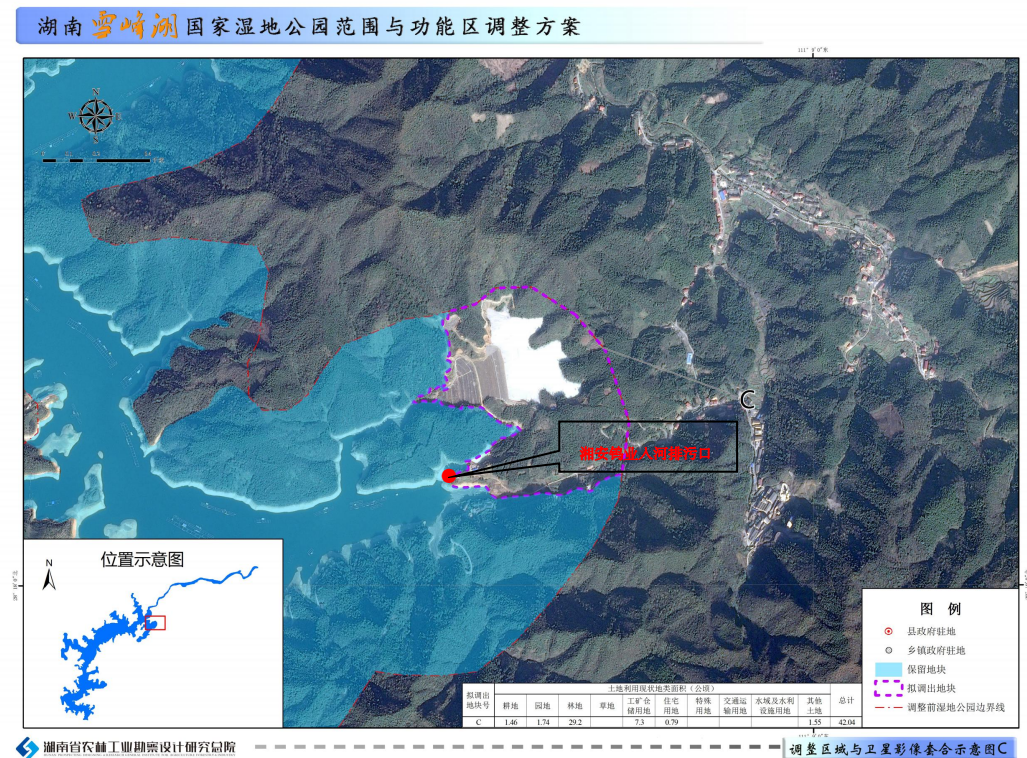 湖南雪峰湖国家湿地公园范围与功能区调整方案
111° 0'0"东
N
W
E
S
C
湘安钨业入河排污口
位置示意图
N
图 例
县政府驻地
乡镇政府驻地
保留地块
拟调出地块
调整前湿地公园边界线
拟调出地块号 土地利用现状地类面积(公顷) 总计
耕地 园地 林地 草地 工矿仓储用地 住宅用地 特殊用地 交通运输用地 水域及水利设施用地 其他土地
C 1.46 1.74 29.2 7.3 0.79 1.55 42.04
湖南省农林工业勘察设计研究总院
调整区域与卫星影像套合示意图C